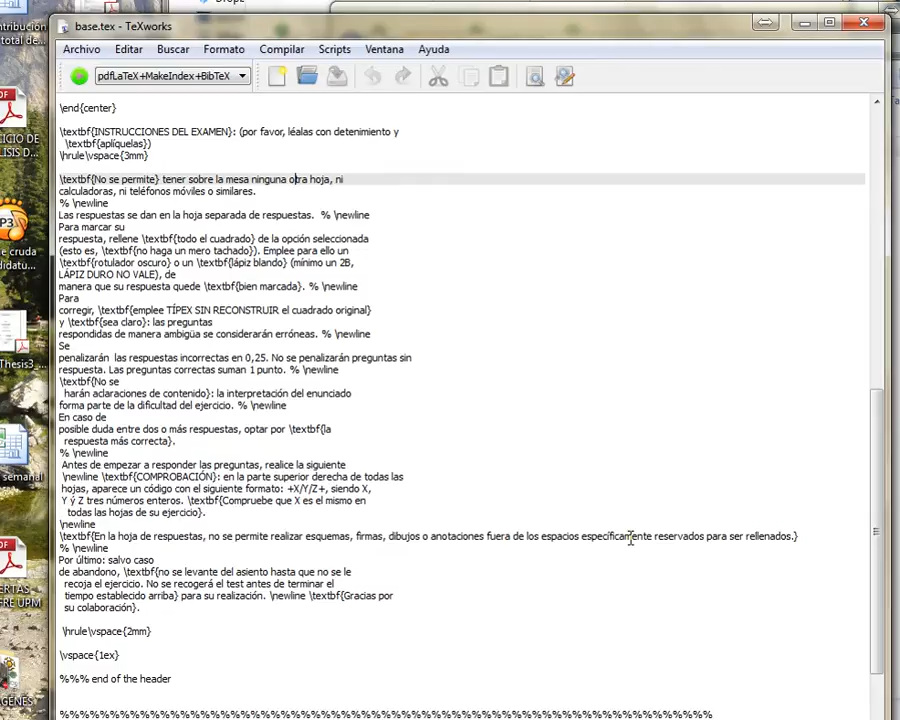 base.tex - TeXworks
Archivo Editar Buscar Formato Compilar Scripts Ventana Ayuda
pdfLaTeX+MakeIndex+BibTeX
\end{center}
\textbf{INSTRUCCIONES DEL EXAMEN}: (por favor, léalas con detenimiento y
\textbf{aplíquelas})
\hrule\vspace{3mm}
\textbf{No se permite} tener sobre la mesa ninguna otra hoja, ni
calculadoras, ni teléfonos móviles o similares.
% \newline
Las respuestas se dan en la hoja separada de respuestas.  % \newline
Para marcar su
respuesta, rellene \textbf{todo el cuadrado} de la opción seleccionada
(esto es, \textbf{no haga un mero tachado}). Emplee para ello un
\textbf{rotulador oscuro} o un \textbf{lápiz blando} (mínimo un 2B,
LÁPIZ DURO NO VALE), de
manera que su respuesta quede \textbf{bien marcada}. % \newline
Para
corregir, \textbf{emplee TÍPEX SIN RECONSTRUIR el cuadrado original}
y \textbf{sea claro}: las preguntas
respondidas de manera ambigüa se considerarán erróneas. % \newline
Se
penalizarán  las respuestas incorrectas en 0,25. No se penalizarán preguntas sin
respuesta. Las preguntas correctas suman 1 punto. % \newline
\textbf{No se
harán aclaraciones de contenido}: la interpretación del enunciado
forma parte de la dificultad del ejercicio. % \newline
En caso de
posible duda entre dos o más respuestas, optar por \textbf{la
respuesta más correcta}.
% \newline
Antes de empezar a responder las preguntas, realice la siguiente
\newline \textbf{COMPROBACIÓN}: en la parte superior derecha de todas las
hojas, aparece un código con el siguiente formato: +X/Y/Z+, siendo X,
Y ý Z tres números enteros. \textbf{Compruebe que X es el mismo en
todas las hojas de su ejercicio}.
\newline
\textbf{En la hoja de respuestas, no se permite realizar esquemas, firmas, dibujos o anotaciones fuera de los espacios específicamente reservados para ser rellenados.}
% \newline
Por último: salvo caso
de abandono, \textbf{no se levante del asiento hasta que no se le
recoja el ejercicio. No se recogerá el test antes de terminar el
tiempo establecido arriba} para su realización. \newline \textbf{Gracias por
su colaboración}.
\hrule\vspace{2mm}
\vspace{1ex}
%%% end of the header
%%%%%%%%%%%%%%%%%%%%%%%%%%%%%%%%%%%%%%%%%%%%%%%%%%%%%%%%%%%%%%%%%%